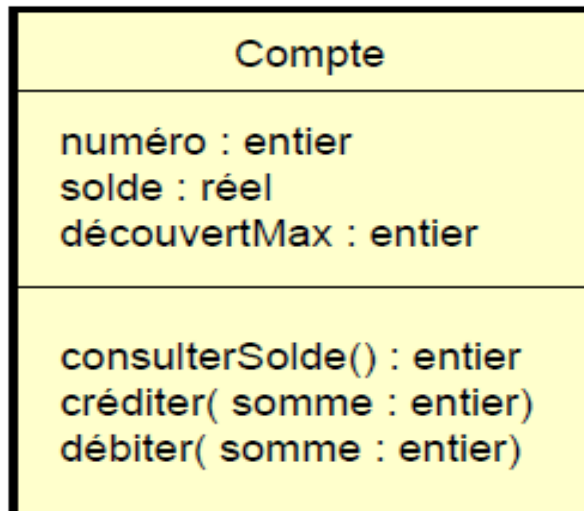 Compte
numéro : entier
solde : réel
découvertMax : entier
consulterSolde() : entier
créditer( somme : entier)
débiter( somme : entier)